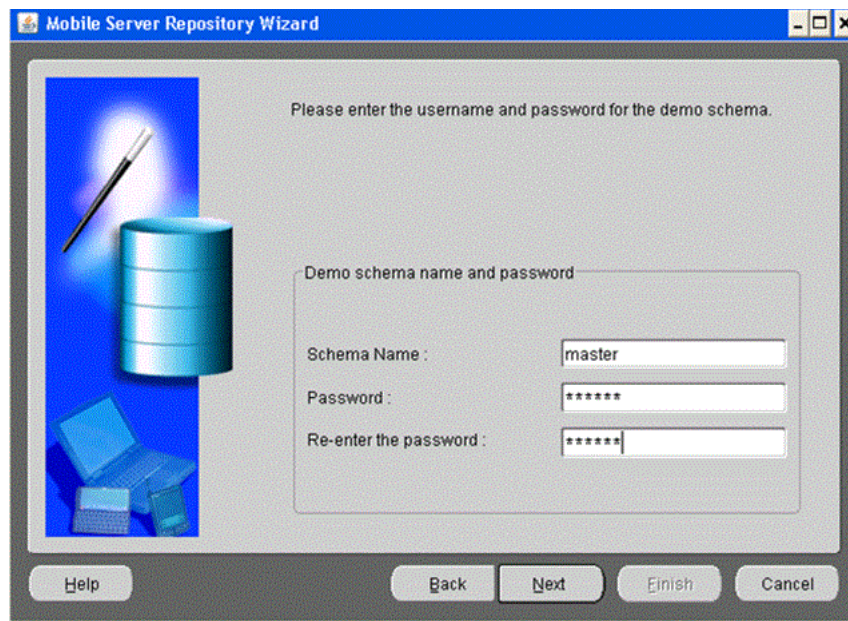 Mobile Server Repository Wizard
Please enter the username and password for the demo schema.
Demo schema name and password
Schema Name :
master
Password :
******
Re-enter the password :
******
Help
Back
Next
Finish
Cancel